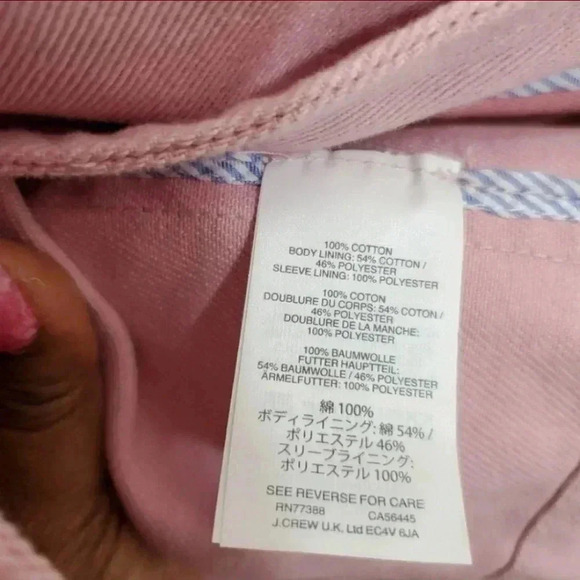 100% COTTON
BODY LINING: 54% COTTON /
46% POLYESTER
SLEEVE LINING: 100% POLYESTER
100% COTON
DOUBLURE DU CORPS: 54% COTON /
46% POLYESTER
DOUBLURE DE LA MANCHE:
100% POLYESTER
100% BAUMWOLLE
FUTTER HAUPTTEIL:
54% BAUMWOLLE / 46% POLYESTER
ÄRMELFUTTER: 100% POLYESTER
綿 100%
ボディライニング: 綿 54% /
ポリエステル 46%
スリーブライニング:
ポリエステル 100%
SEE REVERSE FOR CARE
RN77388 CA56445
J.CREW U.K. Ltd EC4V 6JA